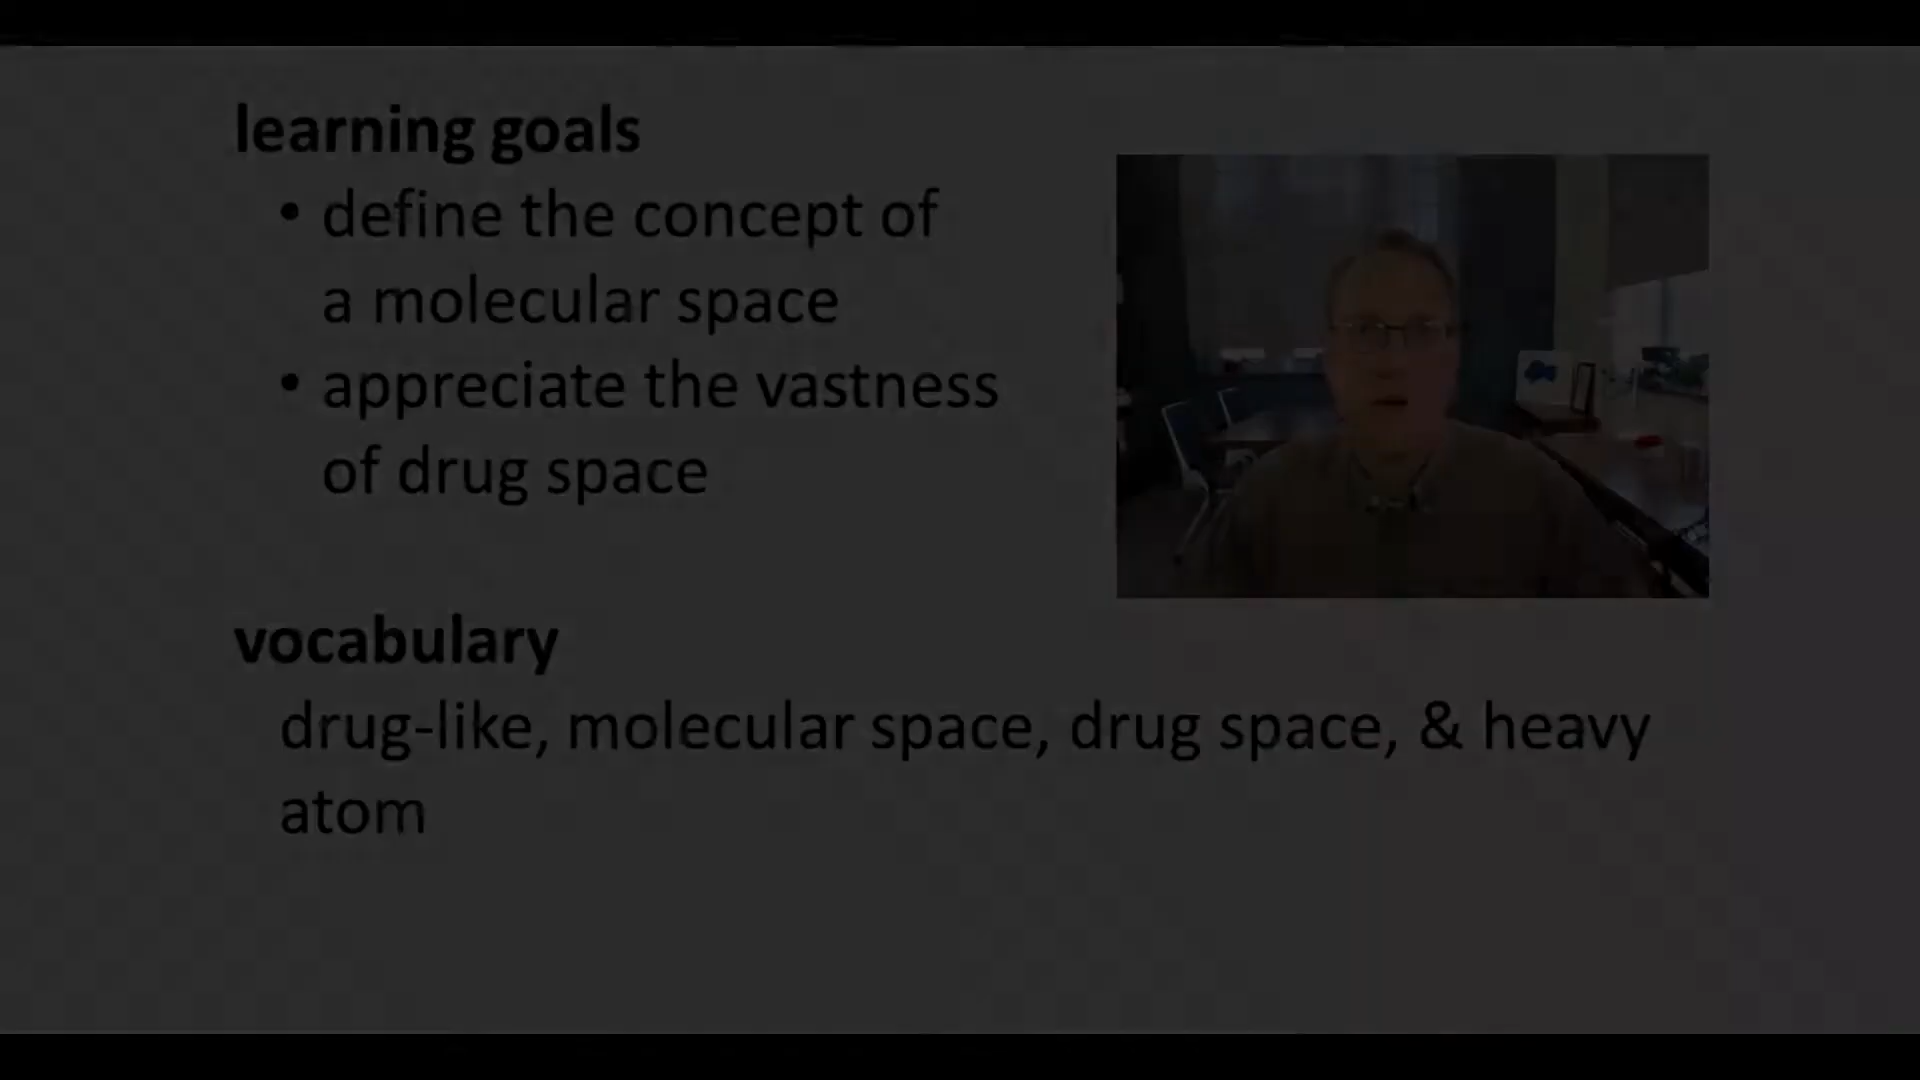 learning goals
• define the concept of
a molecular space
• appreciate the vastness
of drug space
vocabulary
drug-like, molecular space, drug space, & heavy
atom